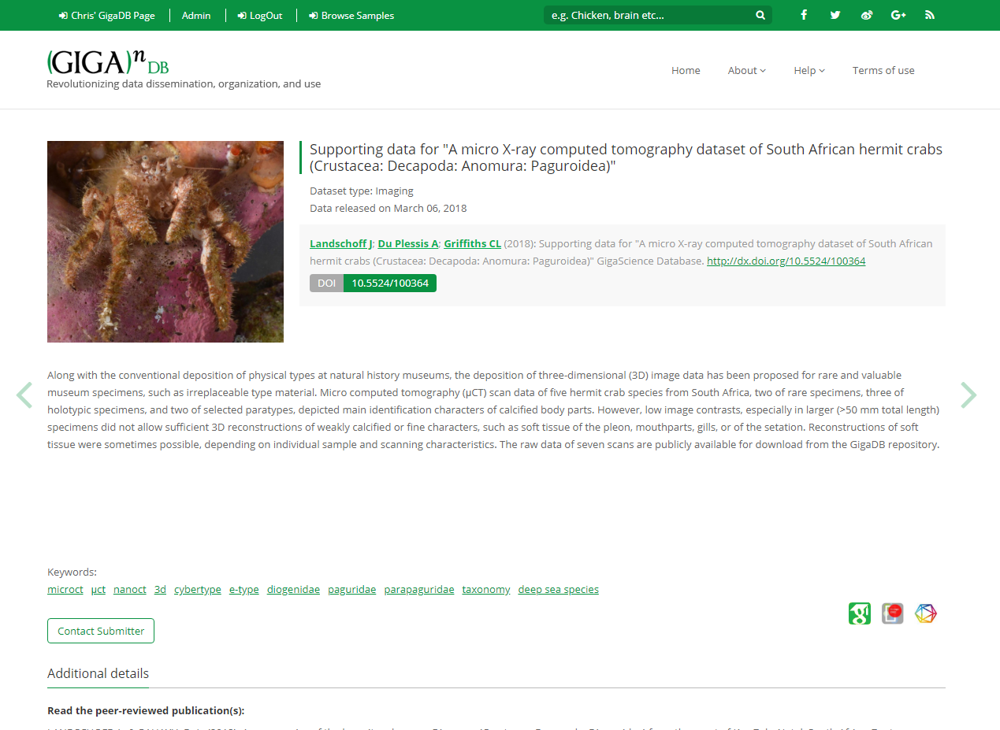 Chris' GigaDB Page Admin LogOut Browse Samples e.g. Chicken, brain etc...
(GIGA)n DB
Revolutionizing data dissemination, organization, and use
Home About Help Terms of use
Supporting data for "A micro X-ray computed tomography dataset of South African hermit crabs
(Crustacea: Decapoda: Anomura: Paguroidea)"
Dataset type: Imaging
Data released on March 06, 2018
Landschoff J; Du Plessis A; Griffiths CL (2018): Supporting data for "A micro X-ray computed tomography dataset of South African
hermit crabs (Crustacea: Decapoda: Anomura: Paguroidea)" GigaScience Database. http://dx.doi.org/10.5524/100364
DOI 10.5524/100364
Along with the conventional deposition of physical types at natural history museums, the deposition of three-dimensional (3D) image data has been proposed for rare and valuable
museum specimens, such as irreplaceable type material. Micro computed tomography (µCT) scan data of five hermit crab species from South Africa, two of rare specimens, three of
holotypic specimens, and two of selected paratypes, depicted main identification characters of calcified body parts. However, low image contrasts, especially in larger (>50 mm total length)
specimens did not allow sufficient 3D reconstructions of weakly calcified or fine characters, such as soft tissue of the pleon, mouthparts, gills, or of the setation. Reconstructions of soft
tissue were sometimes possible, depending on individual sample and scanning characteristics. The raw data of seven scans are publicly available for download from the GigaDB repository.
Keywords:
microct µct nanoct 3d cybertype e-type diogenidae paguridae parapaguridae taxonomy deep sea species
Contact Submitter
Additional details
Read the peer-reviewed publication(s):